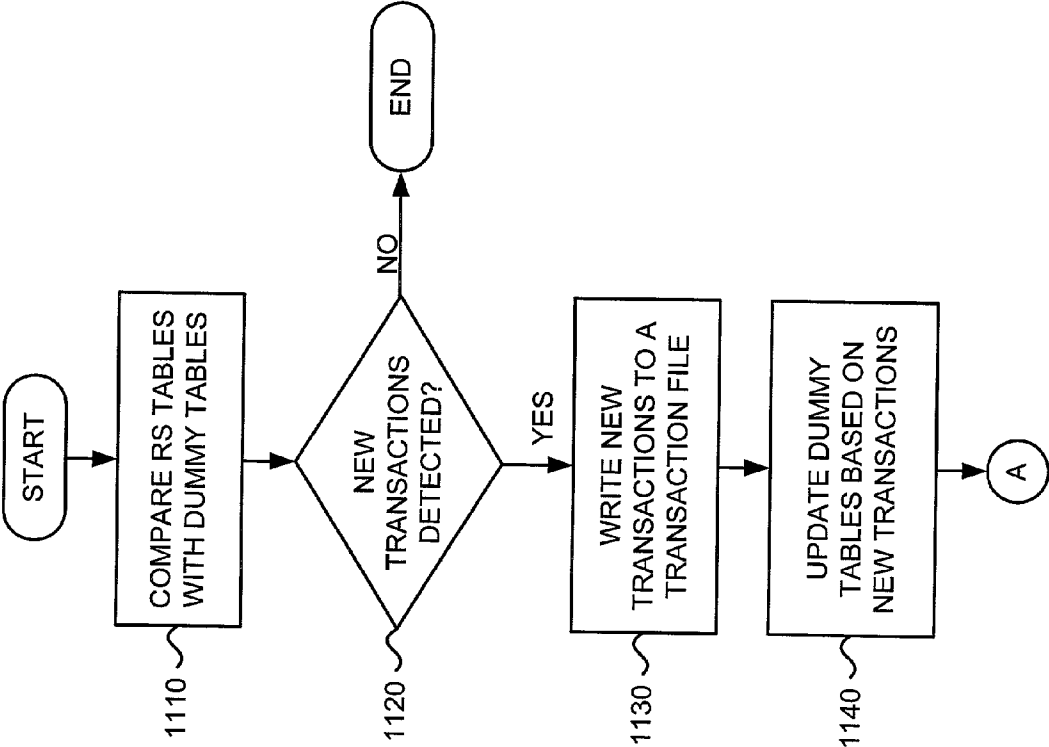 START
COMPARE RS TABLES
WITH DUMMY TABLES
1110
NEW
TRANSACTIONS
DETECTED?
1120
NO
END
YES
WRITE NEW
TRANSACTIONS TO A
TRANSACTION FILE
1130
UPDATE DUMMY
TABLES BASED ON
NEW TRANSACTIONS
1140
A